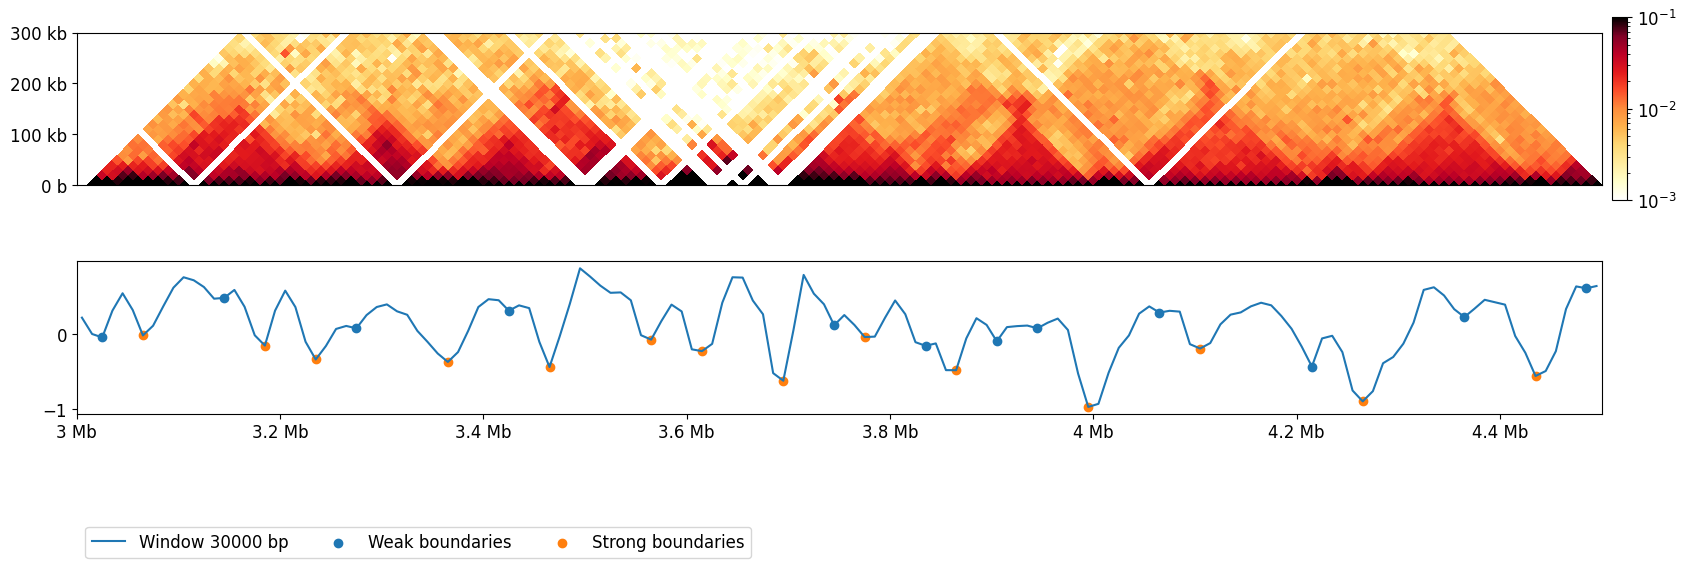 300 kb
200 kb
100 kb
0 b
10⁻¹
10⁻²
10⁻³
0
−1
3 Mb 3.2 Mb 3.4 Mb 3.6 Mb 3.8 Mb 4 Mb 4.2 Mb 4.4 Mb
Window 30000 bp Weak boundaries Strong boundaries